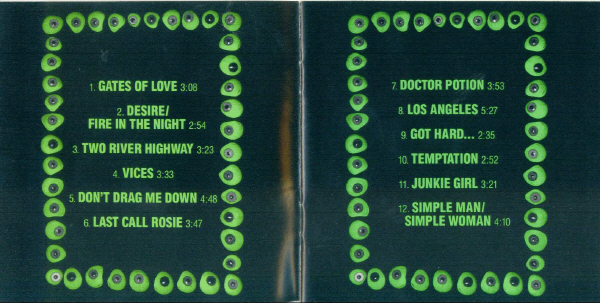 1. GATES OF LOVE 3:08
2. DESIRE/
FIRE IN THE NIGHT 2:54
3. TWO RIVER HIGHWAY 3:23
4. VICES 3:33
5. DON'T DRAG ME DOWN 4:48
6. LAST CALL ROSIE 3:47
7. DOCTOR POTION 3:53
8. LOS ANGELES 5:27
9. GOT HARD... 2:35
10. TEMPTATION 2:52
11. JUNKIE GIRL 3:21
12. SIMPLE MAN/
SIMPLE WOMAN 4:10